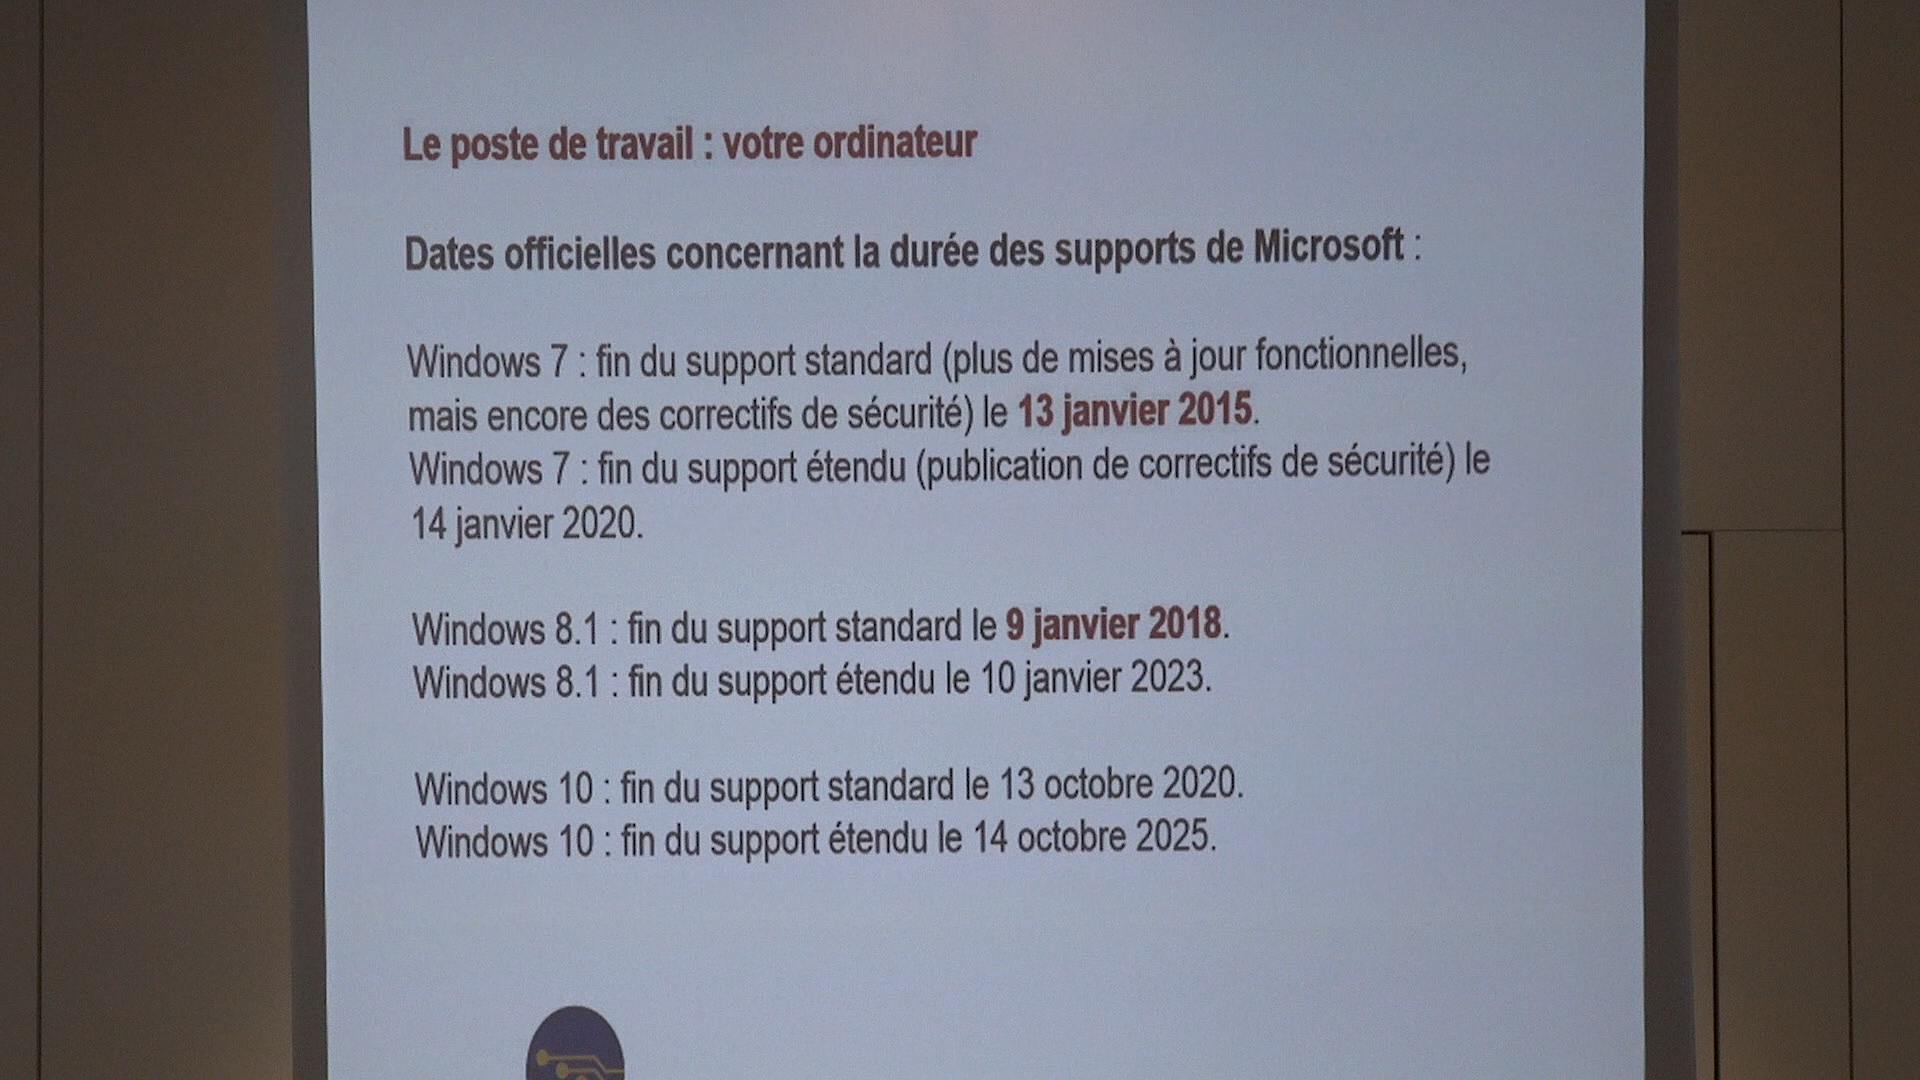 Le poste de travail : votre ordinateur
Dates officielles concernant la durée des supports de Microsoft :
Windows 7 : fin du support standard (plus de mises à jour fonctionnelles,
mais encore des correctifs de sécurité) le 13 janvier 2015.
Windows 7 : fin du support étendu (publication de correctifs de sécurité) le
14 janvier 2020.
Windows 8.1 : fin du support standard le 9 janvier 2018.
Windows 8.1 : fin du support étendu le 10 janvier 2023.
Windows 10 : fin du support standard le 13 octobre 2020.
Windows 10 : fin du support étendu le 14 octobre 2025.